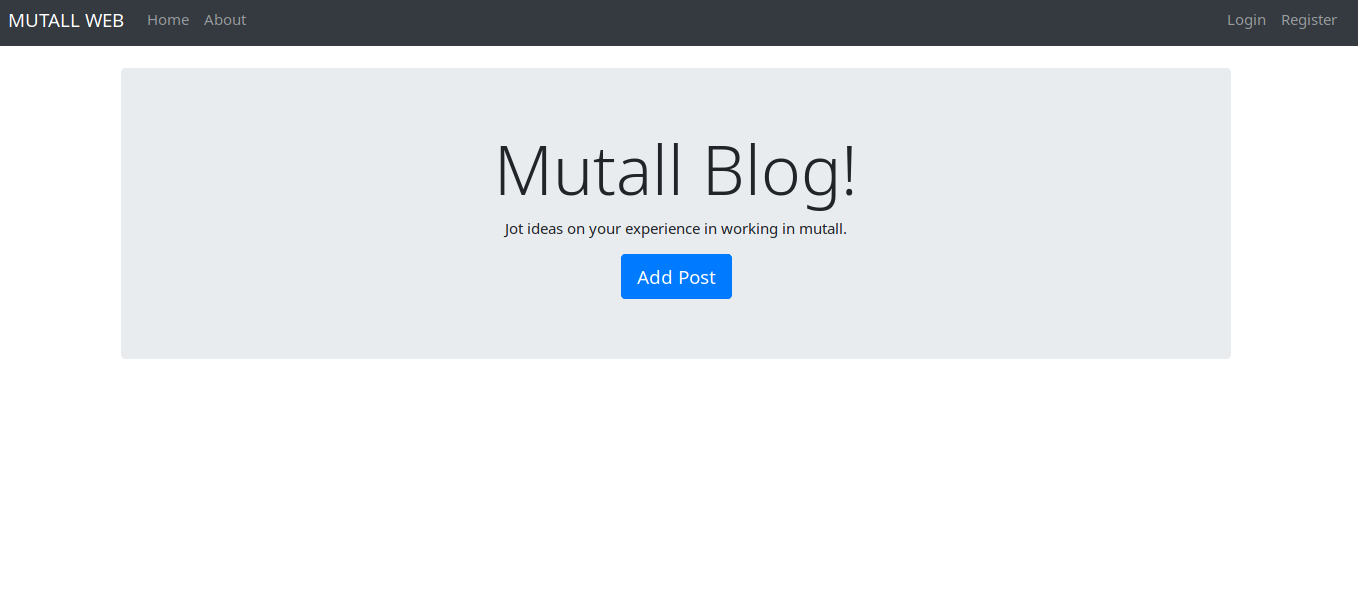 MUTALL WEB Home About Login Register
Mutall Blog!
Jot ideas on your experience in working in mutall.
Add Post